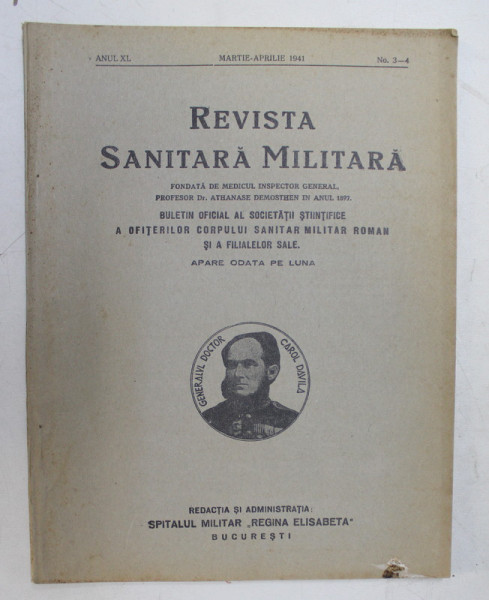 ANUL XL MARTIE-APRILIE 1941 No. 3—4
REVISTA
SANITARĂ MILITARĂ
FONDATĂ DE MEDICUL INSPECTOR GENERAL,
PROFESOR Dr. ATHANASE DEMOSTHEN IN ANUL 1897.
BULETIN OFICIAL AL SOCIETĂȚII ȘTIINȚIFICE
A OFIȚERILOR CORPULUI SANITAR MILITAR ROMAN
ȘI A FILIALELOR SALE.
APARE ODATA PE LUNA
GENERALUL DOCTOR CAROL DAVILA
REDACȚIA ȘI ADMINISTRAȚIA:
SPITALUL MILITAR „REGINA ELISABETA"
BUCUREȘTI